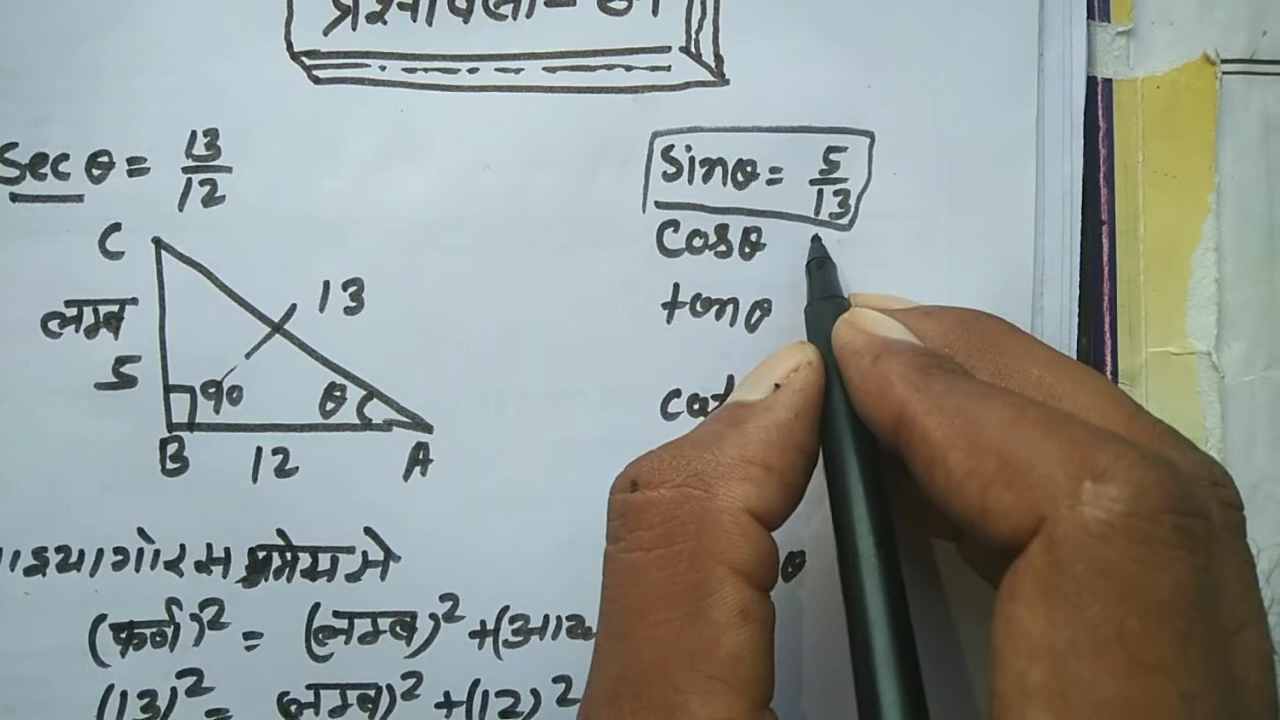 Sec θ = 13/12
Sinθ = 5/13
Cosθ
tanθ
C
लम्ब
5
13
90
θ
B
12
A
प्रमेय से
(कर्ण)² = (लम्ब)² +
(13)² = लम्ब)² + (12)²